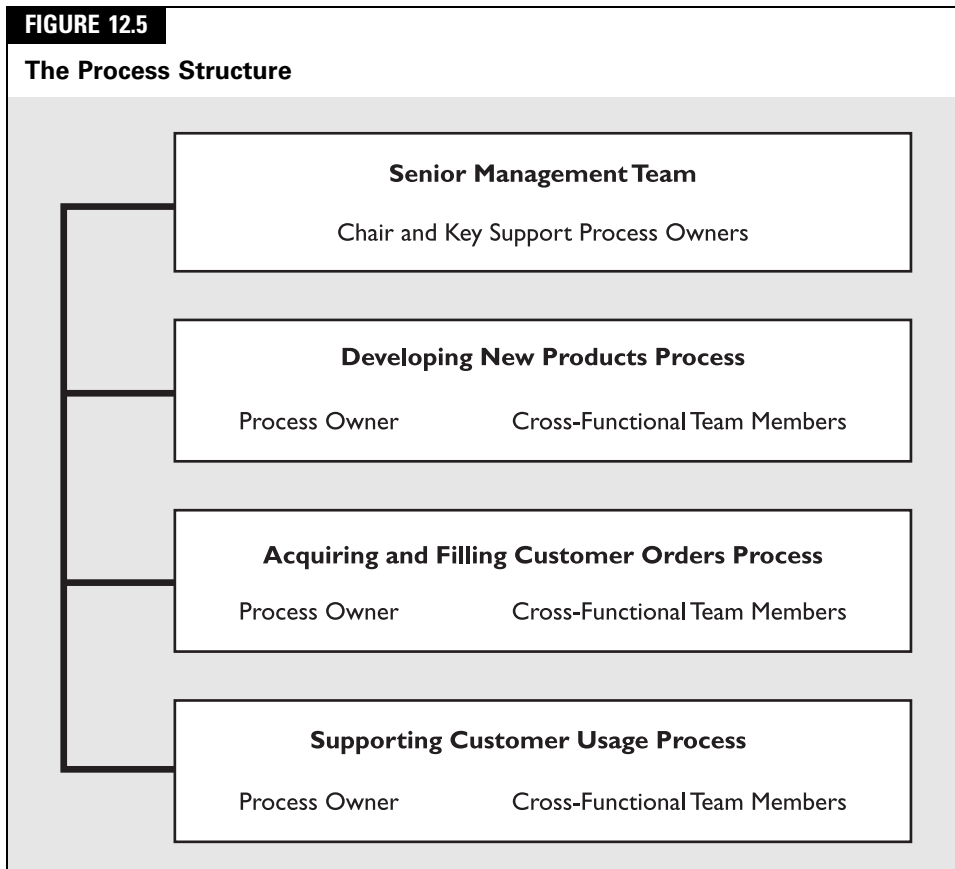 FIGURE 12.5
The Process Structure
Senior Management Team
Chair and Key Support Process Owners
Developing New Products Process
Process Owner Cross-Functional Team Members
Acquiring and Filling Customer Orders Process
Process Owner Cross-Functional Team Members
Supporting Customer Usage Process
Process Owner Cross-Functional Team Members